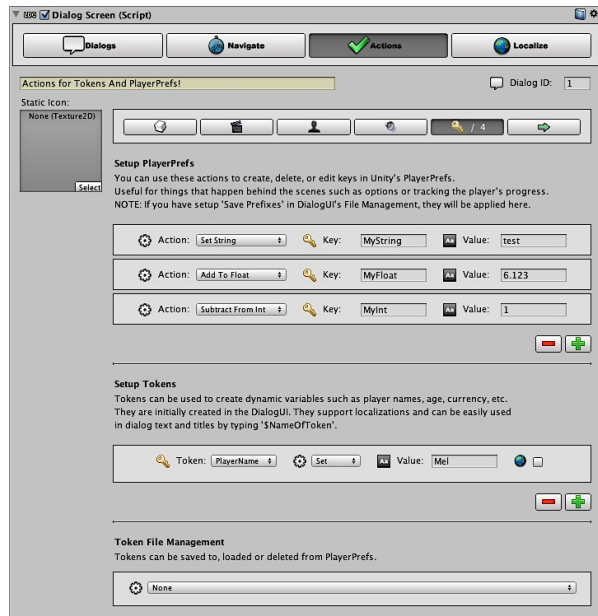 Dialog Screen (Script)
Dialogs Navigate Actions Localize
Actions for Tokens And PlayerPrefs! Dialog ID: 1
Static Icon:
None (Texture2D)
Select
/ 4
Setup PlayerPrefs
You can use these actions to create, delete, or edit keys in Unity's PlayerPrefs.
Useful for things that happen behind the scenes such as options or tracking the player's progress.
NOTE: If you have setup 'Save Prefixes' in DialogUI's File Management, they will be applied here.
Action: Set String Key: MyString Aa Value: test
Action: Add To Float Key: MyFloat Aa Value: 6.123
Action: Subtract From Int Key: MyInt Aa Value: 1
Setup Tokens
Tokens can be used to create dynamic variables such as player names, age, currency, etc.
They are initially created in the DialogUI. They support localizations and can be easily used
in dialog text and titles by typing '$NameOfToken'.
Token: PlayerName Set Aa Value: Mel
Token File Management
Tokens can be saved to, loaded or deleted from PlayerPrefs.
None